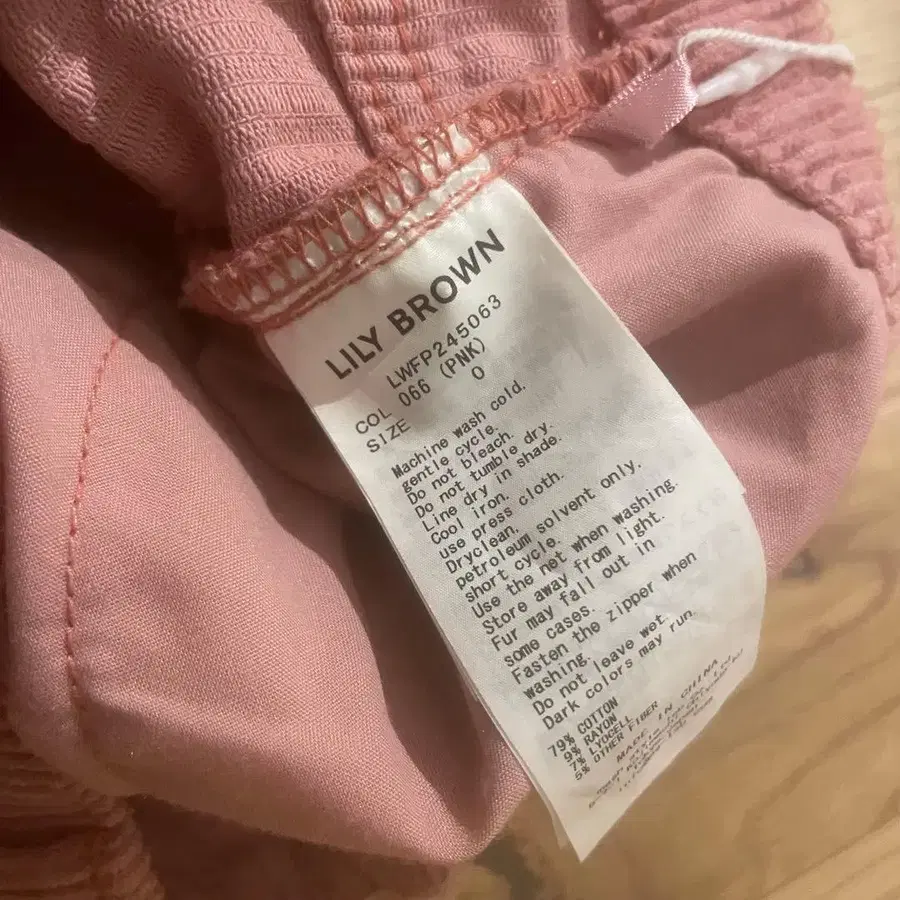 LILY BROWN
LWFP245063
COL 066 (PNK)
SIZE 0
Machine wash cold.
gentle cycle.
Do not bleach.
Do not tumble dry.
Line dry in shade.
Cool iron.
use press cloth.
Dryclean.
petroleum solvent only.
short cycle.
Use the net when washing.
Store away from light.
Fur may fall out in
some cases.
Fasten the zipper when
washing.
Do not leave wet.
Dark colors may run.
79% COTTON
9% RAYON
7% LYOCELL
5% OTHER FIBER
MADE IN CHINA